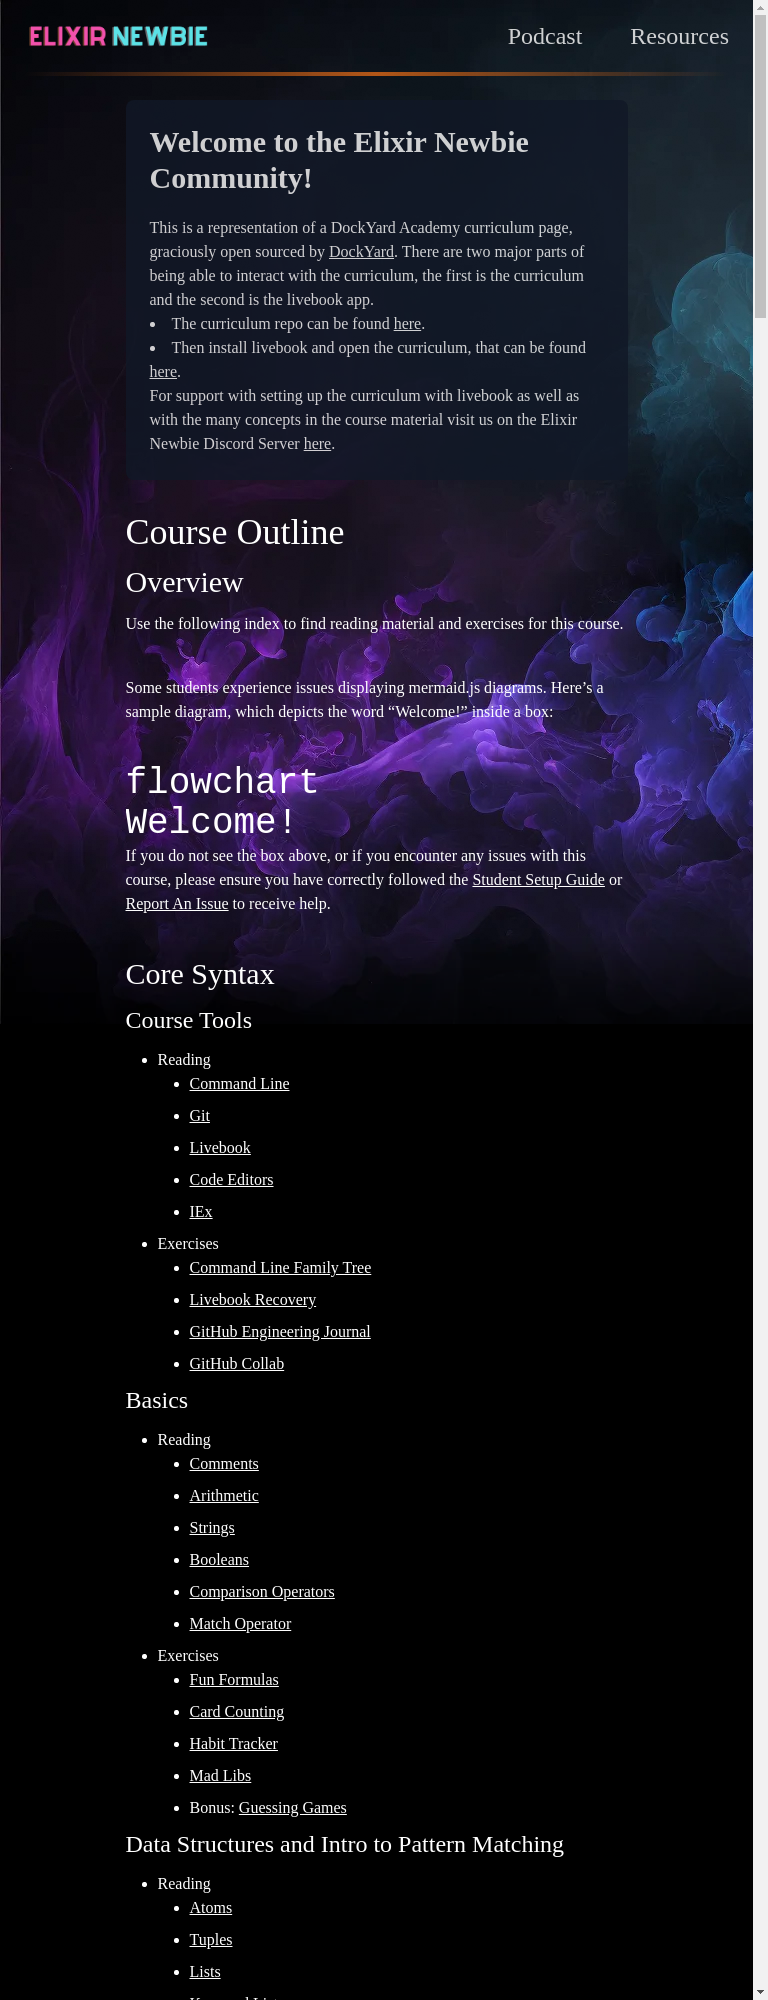 ELIXIR NEWBIE
Podcast
Resources
Welcome to the Elixir Newbie
Community!
This is a representation of a DockYard Academy curriculum page,
graciously open sourced by DockYard. There are two major parts of
being able to interact with the curriculum, the first is the curriculum
and the second is the livebook app.
• The curriculum repo can be found here.
• Then install livebook and open the curriculum, that can be found
here.
For support with setting up the curriculum with livebook as well as
with the many concepts in the course material visit us on the Elixir
Newbie Discord Server here.
Course Outline
Overview
Use the following index to find reading material and exercises for this course.
Some students experience issues displaying mermaid.js diagrams. Here’s a
sample diagram, which depicts the word “Welcome!” inside a box:
flowchart
Welcome!
If you do not see the box above, or if you encounter any issues with this
course, please ensure you have correctly followed the Student Setup Guide or
Report An Issue to receive help.
Core Syntax
Course Tools
• Reading
• Command Line
• Git
• Livebook
• Code Editors
• IEx
• Exercises
• Command Line Family Tree
• Livebook Recovery
• GitHub Engineering Journal
• GitHub Collab
Basics
• Reading
• Comments
• Arithmetic
• Strings
• Booleans
• Comparison Operators
• Match Operator
• Exercises
• Fun Formulas
• Card Counting
• Habit Tracker
• Mad Libs
• Bonus: Guessing Games
Data Structures and Intro to Pattern Matching
• Reading
• Atoms
• Tuples
• Lists